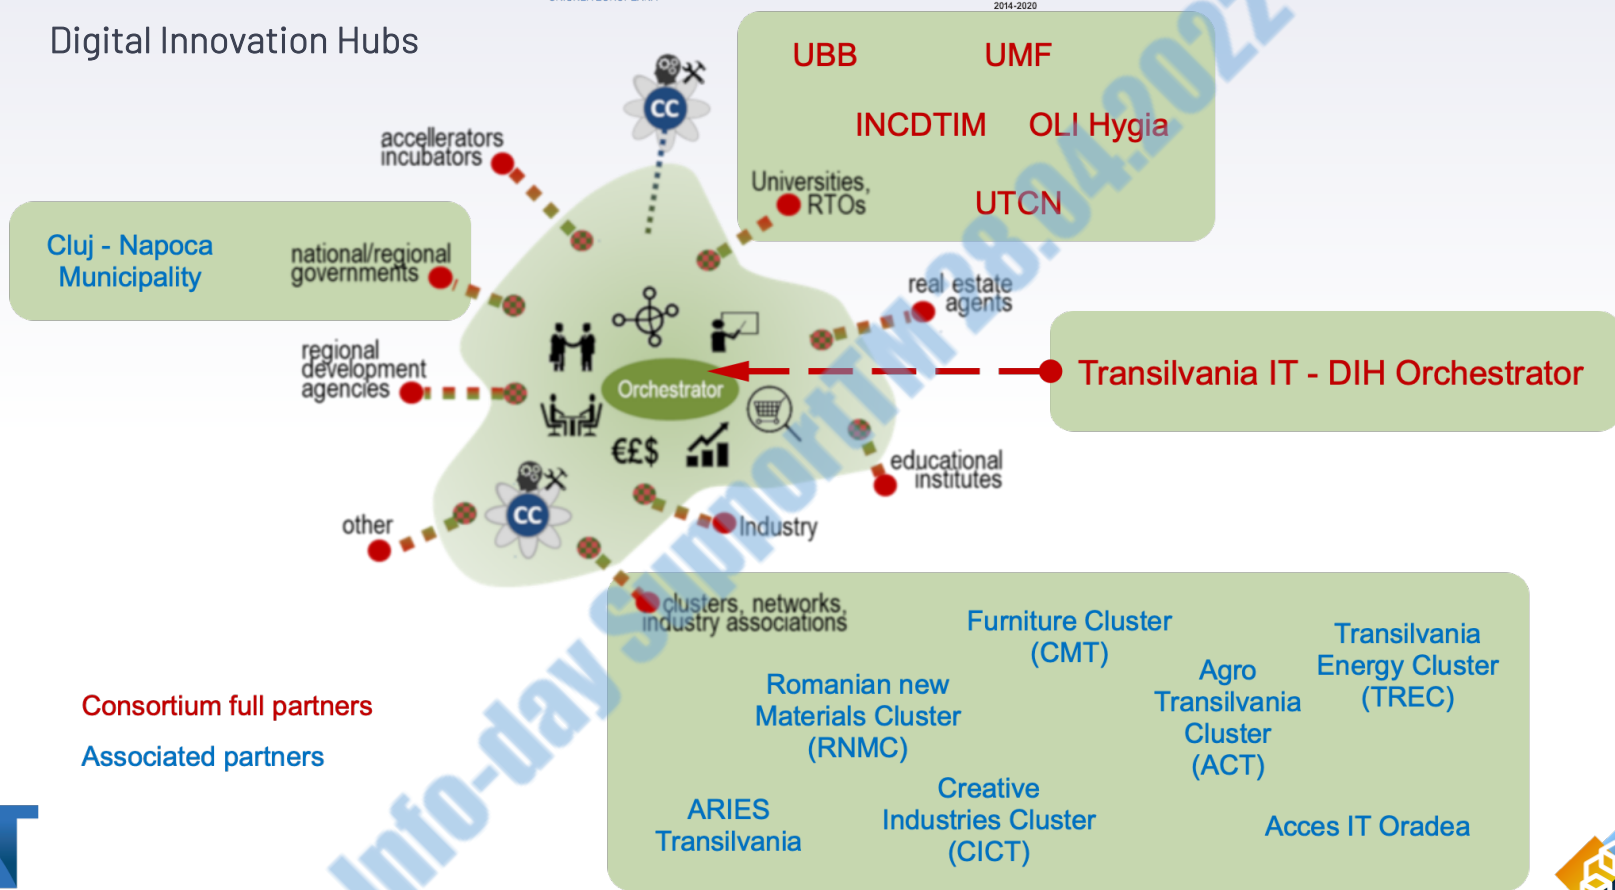 2014-2020
Digital Innovation Hubs
UBB
UMF
CC
INCDTIM
OLI Hygia
accellerators
incubators
Universities,
RTOs
UTCN
Cluj - Napoca
Municipality
national/regional
governments
real estate
agents
regional
development
agencies
Orchestrator
Transilvania IT - DIH Orchestrator
€£$
educational
institutes
CC
other
Industry
clusters, networks,
industry associations
Furniture Cluster
(CMT)
Transilvania
Energy Cluster
(TREC)
Agro
Transilvania
Cluster
(ACT)
Romanian new
Materials Cluster
(RNMC)
Consortium full partners
Associated partners
ARIES
Transilvania
Creative
Industries Cluster
(CICT)
Acces IT Oradea
Info-day SupportTM 28.04.2022